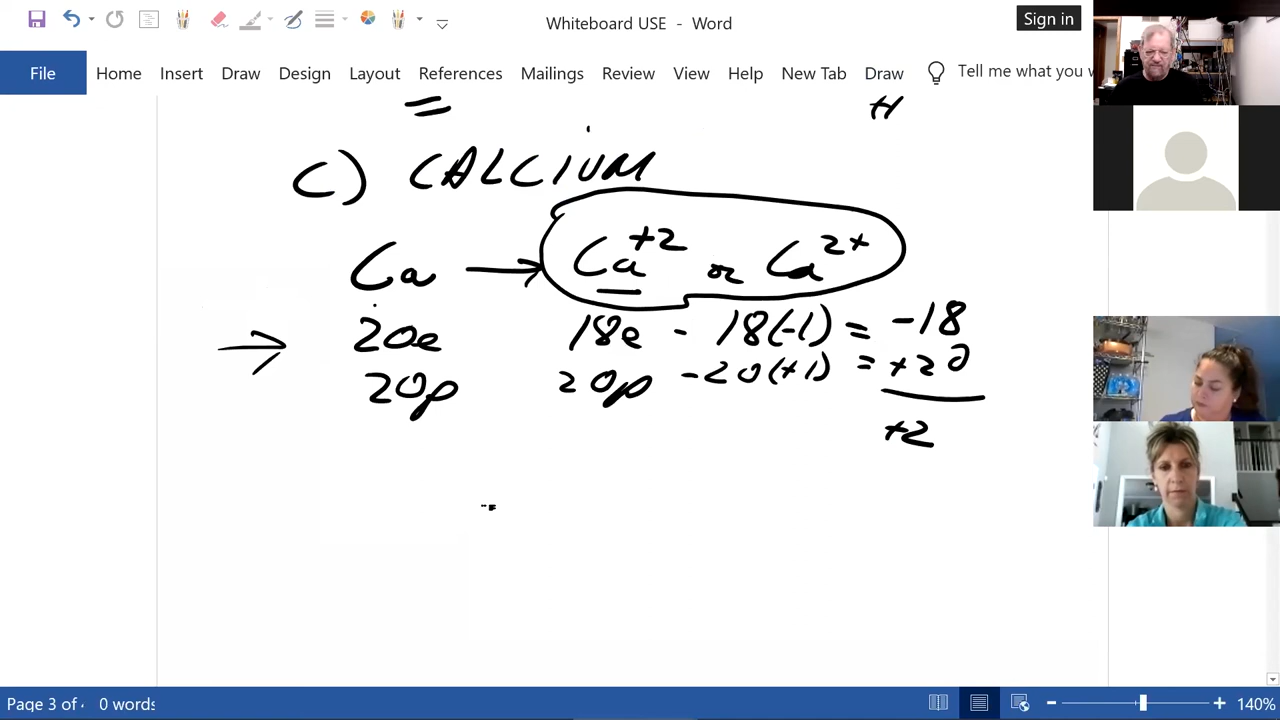 Whiteboard USE - Word
Sign in
File Home Insert Draw Design Layout References Mailings Review View Help New Tab Draw Tell me what you w
H
C) CALCIUM
Ca → Ca+2 or Ca2+
→ 20e 18e - 18(-1) = -18
20p 20p - 20(+1) = +20
+2
Page 3 of 0 words 140%